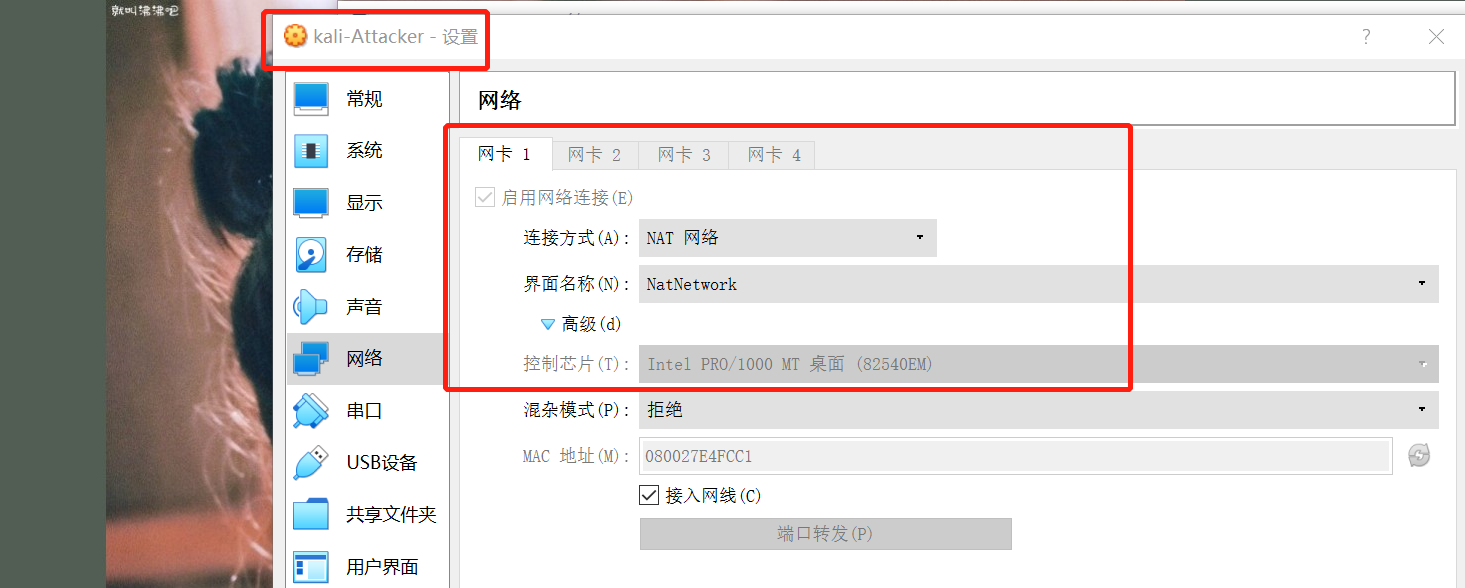 就叫沸沸吧
kali-Attacker - 设置
?
常规
系统
显示
存储
声音
网络
串口
USB设备
共享文件夹
用户界面
网络
网卡 1 网卡 2 网卡 3 网卡 4
启用网络连接(E)
连接方式(A): NAT 网络
界面名称(N): NatNetwork
高级(d)
控制芯片(T): Intel PRO/1000 MT 桌面 (82540EM)
混杂模式(P): 拒绝
MAC 地址(M): 080027E4FCC1
接入网线(C)
端口转发(P)